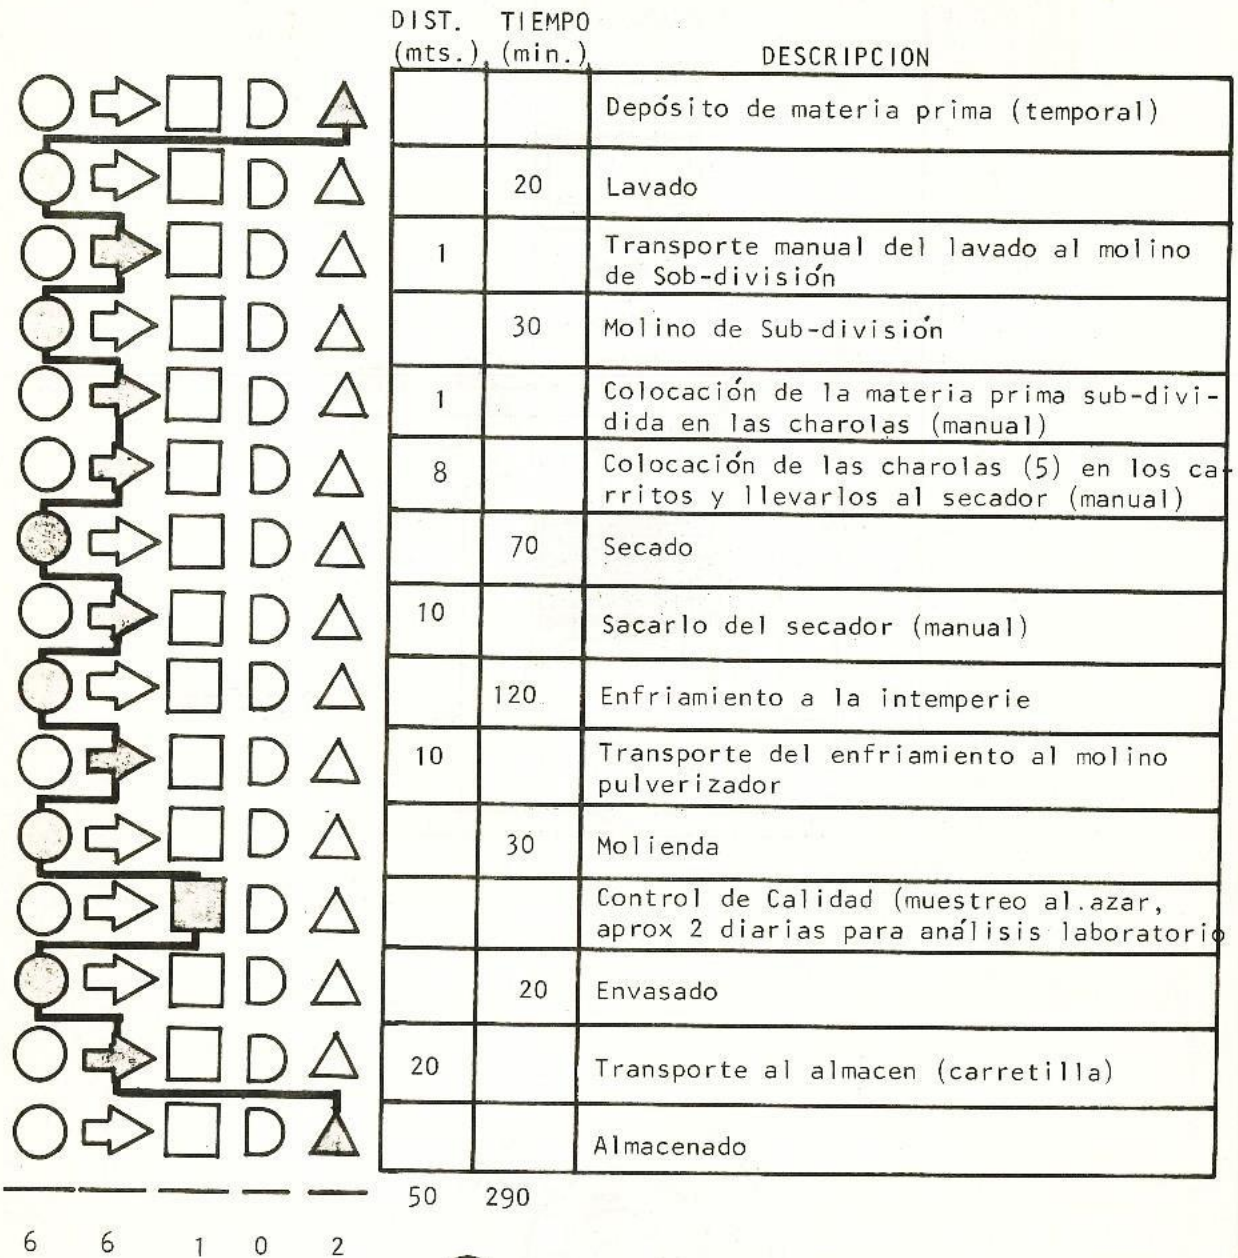 DIST. TIEMPO
(mts.) (min.) DESCRIPCION
Depósito de materia prima (temporal)
20 Lavado
1 Transporte manual del lavado al molino
de Sob-división
30 Molino de Sub-división
1 Colocación de la materia prima sub-divi-
dida en las charolas (manual)
8 Colocación de las charolas (5) en los ca-
rritos y llevarlos al secador (manual)
70 Secado
10 Sacarlo del secador (manual)
120 Enfriamiento a la intemperie
10 Transporte del enfriamiento al molino
pulverizador
30 Molienda
Control de Calidad (muestreo al.azar,
aprox 2 diarias para análisis laboratorio
20 Envasado
20 Transporte al almacen (carretilla)
Almacenado
50 290
6 6 1 0 2